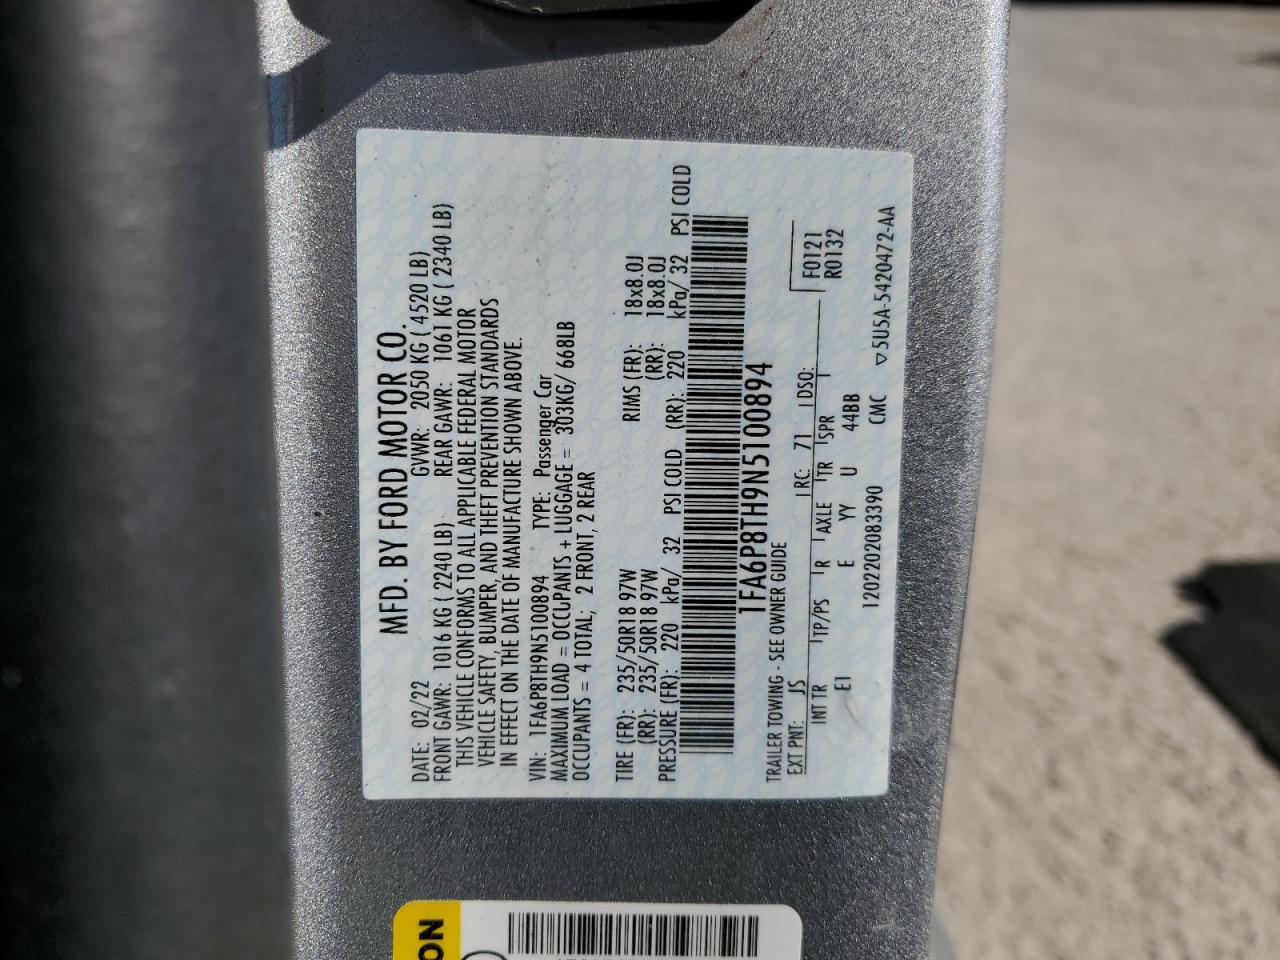 MFD. BY FORD MOTOR CO.
DATE: 02/22 GVWR: 2050 KG ( 4520 LB)
FRONT GAWR: 1016 KG ( 2240 LB) REAR GAWR: 1061 KG ( 2340 LB)
THIS VEHICLE CONFORMS TO ALL APPLICABLE FEDERAL MOTOR
VEHICLE SAFETY, BUMPER, AND THEFT PREVENTION STANDARDS
IN EFFECT ON THE DATE OF MANUFACTURE SHOWN ABOVE.
VIN: 1FA6P8TH9N5100894 TYPE: Passenger Car
MAXIMUM LOAD = OCCUPANTS + LUGGAGE = 303KG// 668LB
OCCUPANTS = 4 TOTAL; 2 FRONT, 2 REAR
TIRE (FR): 235/50R18 97W RIMS (FR): 18x8.0J
(RR): 235/50R18 97W (RR): 18x8.0J
PRESSURE (FR): 220 kPa/ 32 PSI COLD (RR): 220 kPa/ 32 PSI COLD
1FA6P8TH9N5100894
TRAILER TOWING - SEE OWNER GUIDE
EXT PNT: JS RC: 71 DSO: F0121
INT TR TP/PS R AXLE TR SPR R0132
EI E YY U 44BB
1202202083390 CMC ▽5U5A-5420472-AA
ON